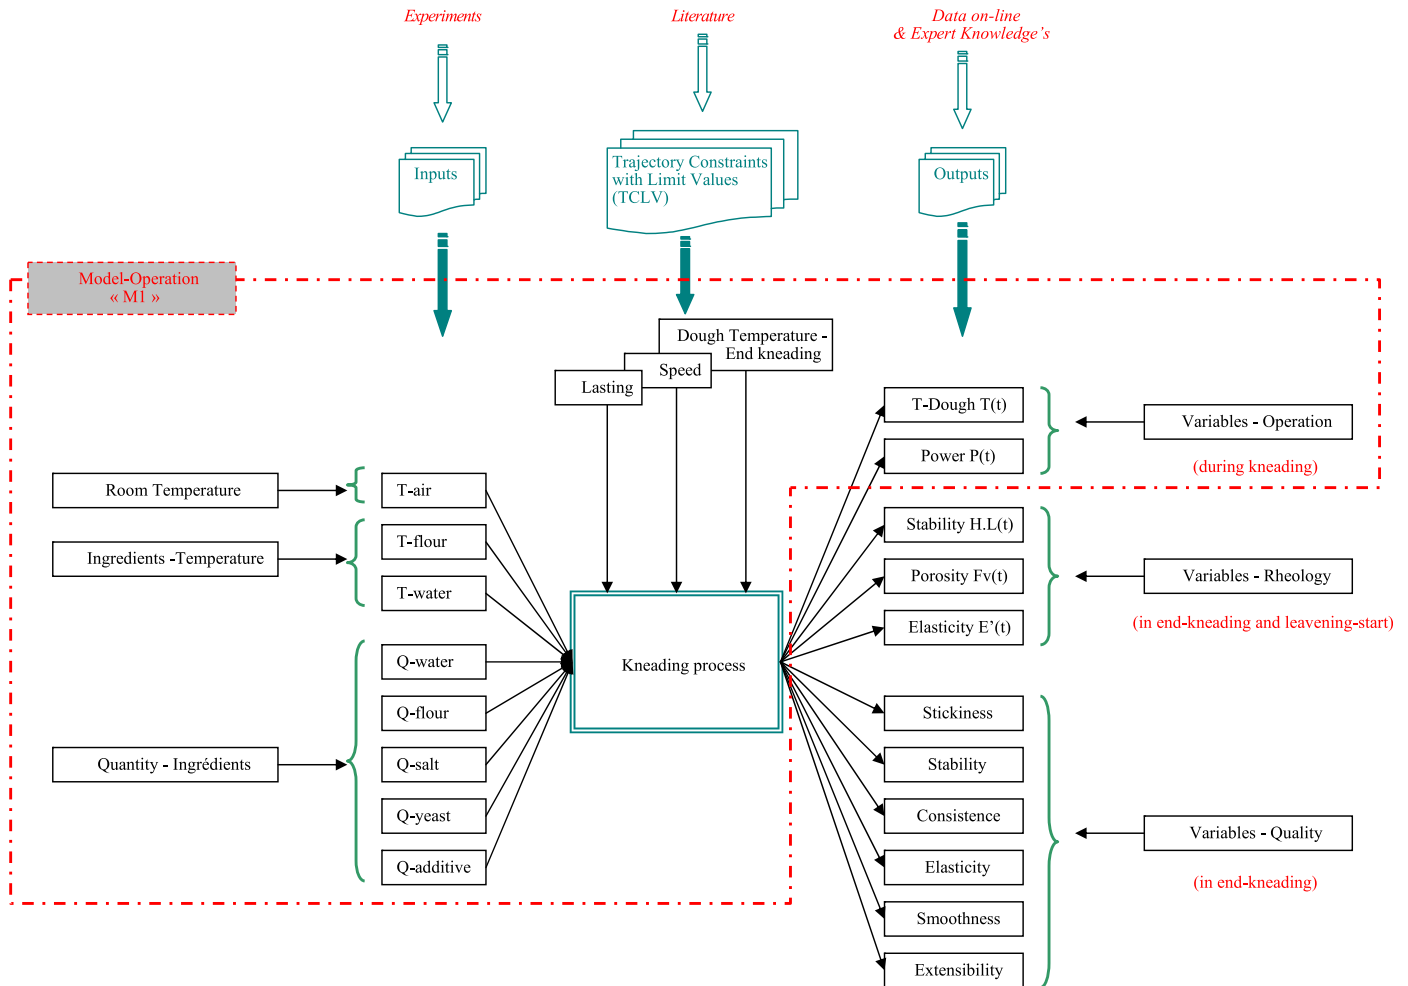 Experiments
Literature
Data on-line
& Expert Knowledge's
Inputs
Trajectory Constraints
with Limit Values
(TCLV)
Outputs
Model-Operation
« M1 »
Dough Temperature -
End kneading
Speed
Lasting
T-Dough T(t)
Variables - Operation
Power P(t)
(during kneading)
Room Temperature
T-air
Stability H.L(t)
T-flour
Ingredients -Temperature
Porosity Fv(t)
Variables - Rheology
T-water
Elasticity E'(t)
(in end-kneading and leavening-start)
Q-water
Kneading process
Q-flour
Stickiness
Quantity - Ingrédients
Q-salt
Stability
Q-yeast
Consistence
Variables - Quality
Q-additive
Elasticity
(in end-kneading)
Smoothness
Extensibility